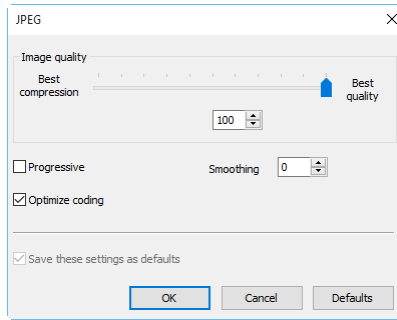 JPEG
Image quality
Best compression
Best quality
100
Progressive
Smoothing 0
Optimize coding
Save these settings as defaults
OK Cancel Defaults